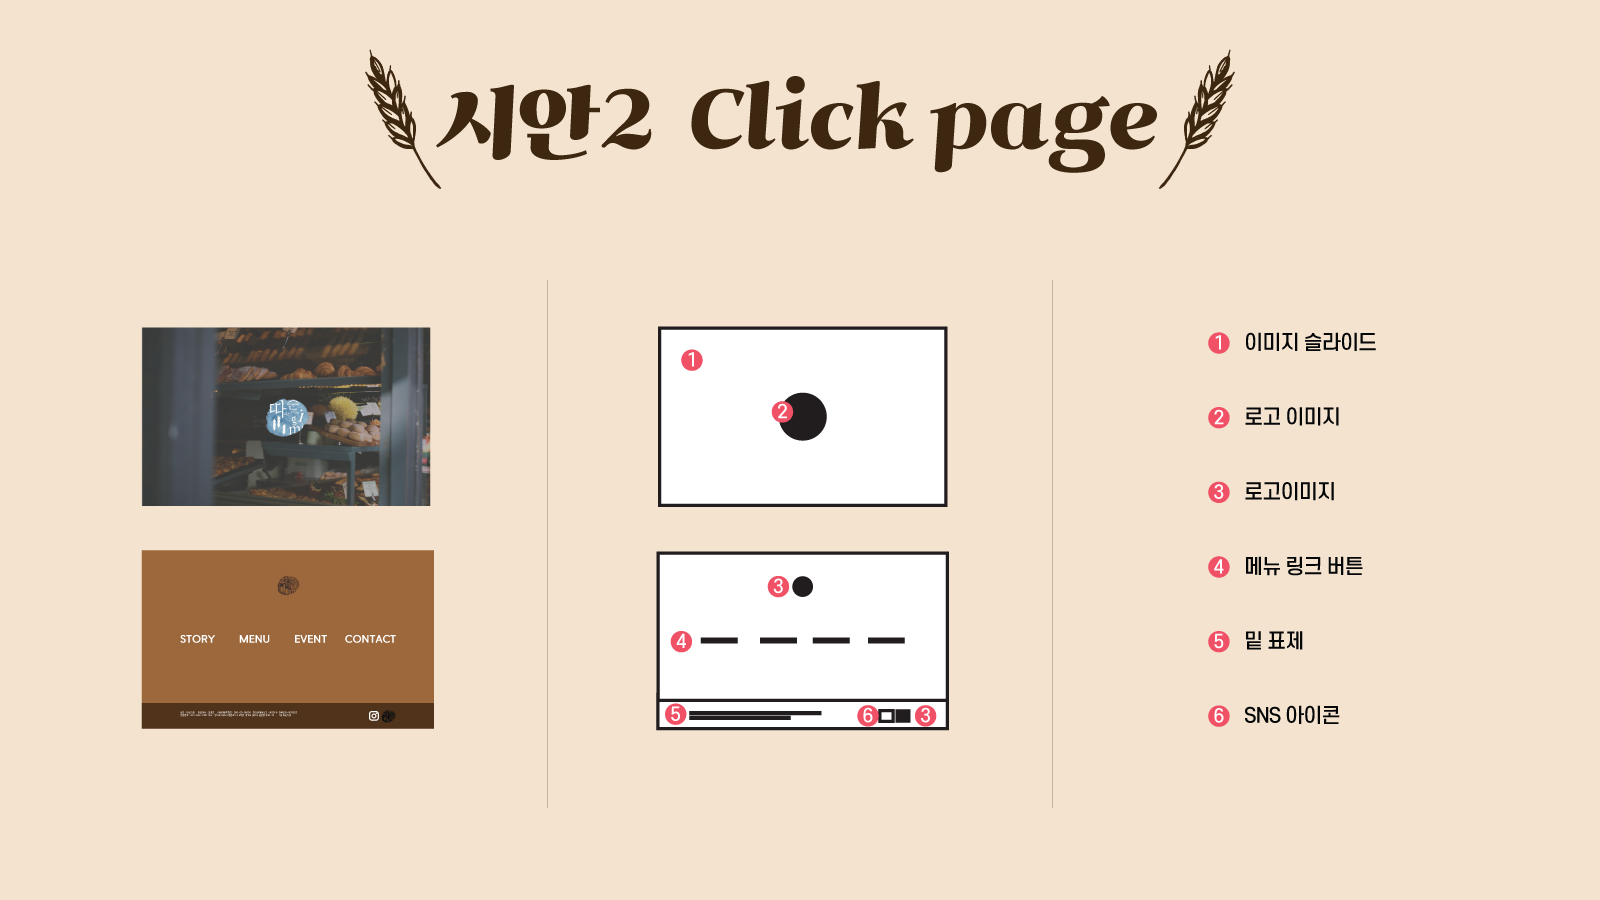 시안2 Click page
STORY MENU EVENT CONTACT
1
2
3
4
5
6
3
1 이미지 슬라이드
2 로고 이미지
3 로고이미지
4 메뉴 링크 버튼
5 밑 표제
6 SNS 아이콘